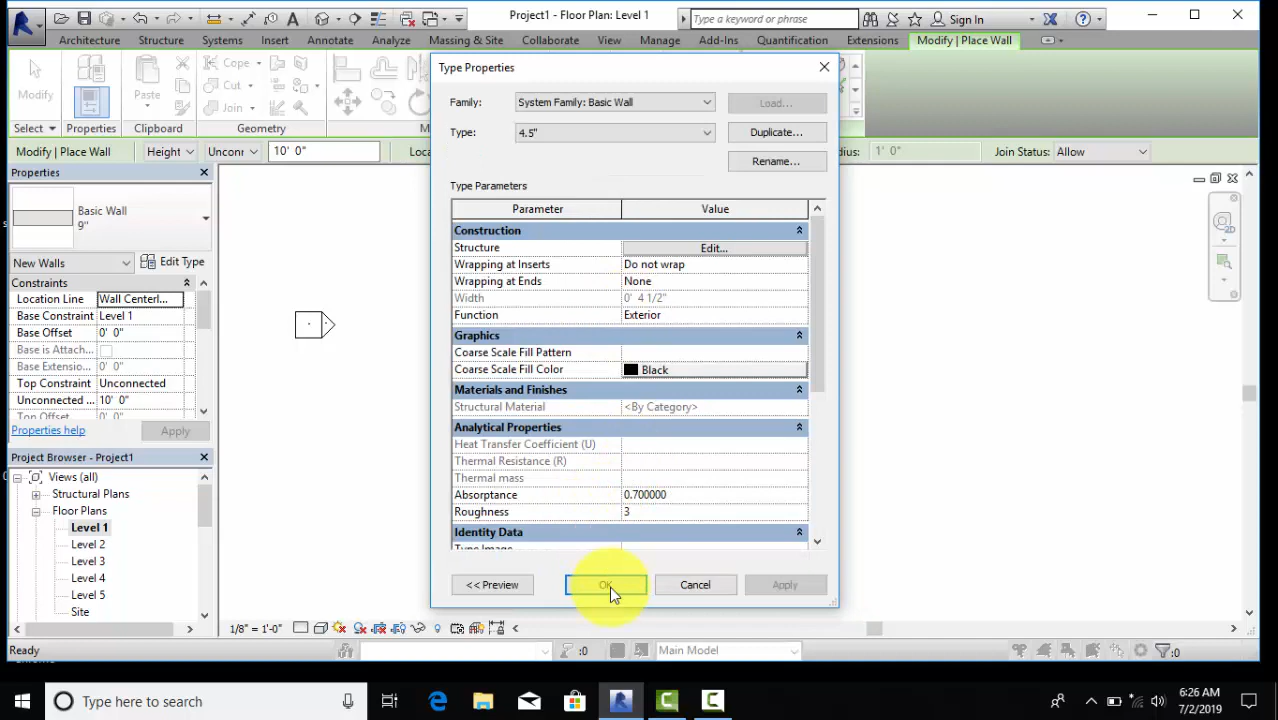 Project1 - Floor Plan: Level 1
Type a keyword or phrase
Sign In
Architecture Structure Systems Insert Annotate Analyze Massing & Site Collaborate View Manage Add-Ins Quantification Extensions Modify | Place Wall
Modify
Paste
Cope
Cut
Join
Select Properties Clipboard Geometry
Modify | Place Wall Height Unconr 10' 0"
1' 0" Join Status: Allow
Type Properties
Family: System Family: Basic Wall Load...
Type: 4.5" Duplicate...
Rename...
Type Parameters
Parameter Value
Construction
Structure Edit...
Wrapping at Inserts Do not wrap
Wrapping at Ends None
Width 0' 4 1/2"
Function Exterior
Graphics
Coarse Scale Fill Pattern
Coarse Scale Fill Color Black
Materials and Finishes
Structural Material <By Category>
Analytical Properties
Heat Transfer Coefficient (U)
Thermal Resistance (R)
Thermal mass
Absorptance 0.700000
Roughness 3
Identity Data
Type Image
<< Preview OK Cancel Apply
Properties
Basic Wall
9"
New Walls Edit Type
Constraints
Location Line Wall Centerl...
Base Constraint Level 1
Base Offset 0' 0"
Base is Attach...
Base Extensio... 0' 0"
Top Constraint Unconnected
Unconnected ... 10' 0"
Top Offset 0' 0"
Properties help Apply
Project Browser - Project1
Views (all)
Structural Plans
Floor Plans
Level 1
Level 2
Level 3
Level 4
Level 5
Site
1/8" = 1'-0"
Ready :0 Main Model :0
Type here to search
6:26 AM
7/2/2019